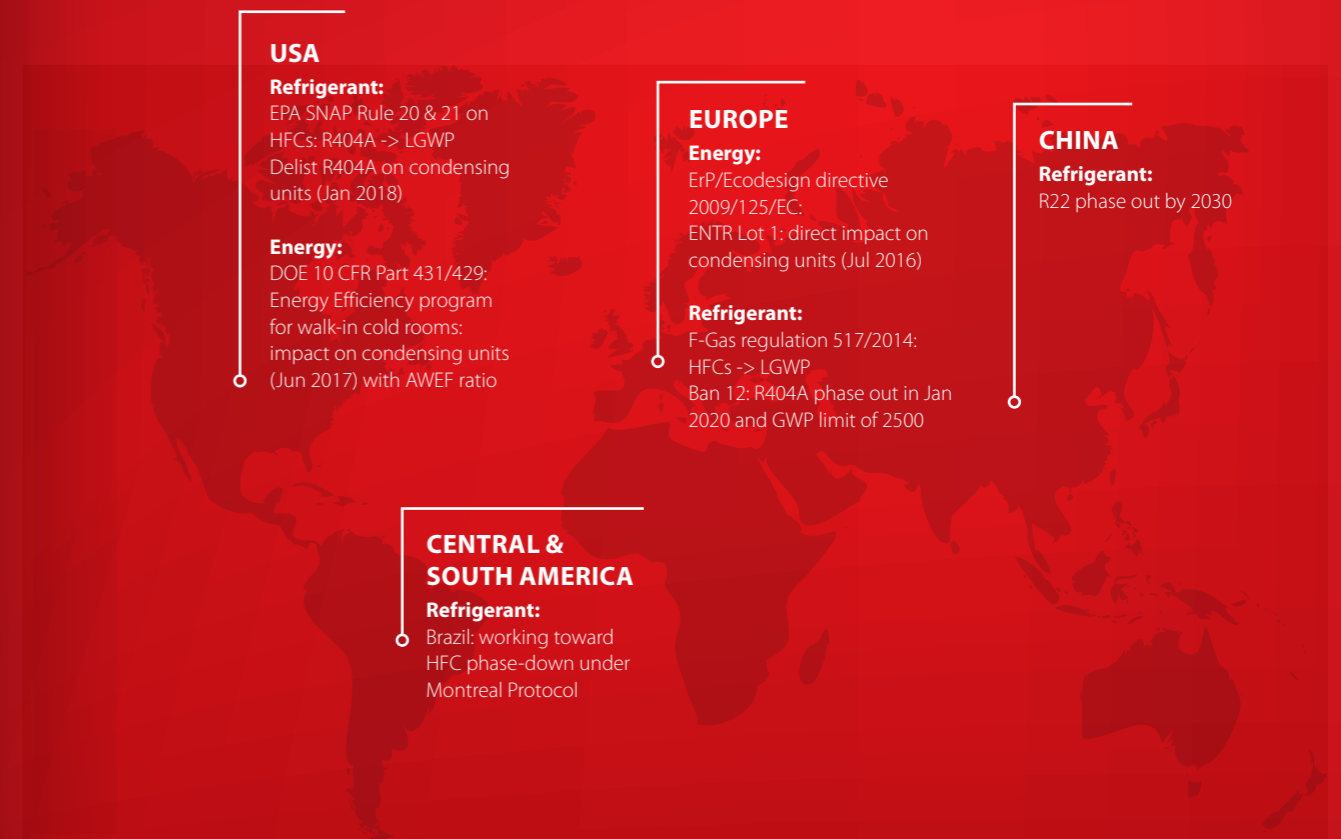 USA
Refrigerant:
EPA SNAP Rule 20 & 21 on
HFCs: R404A -> LGWP
Delist R404A on condensing
units (Jan 2018)
Energy:
DOE 10 CFR Part 431/429:
Energy Efficiency program
for walk-in cold rooms:
impact on condensing units
(Jun 2017) with AWEF ratio
EUROPE
Energy:
ErP/Ecodesign directive
2009/125/EC:
ENTR Lot 1: direct impact on
condensing units (Jul 2016)
Refrigerant:
F-Gas regulation 517/2014:
HFCs -> LGWP
Ban 12: R404A phase out in Jan
2020 and GWP limit of 2500
CHINA
Refrigerant:
R22 phase out by 2030
CENTRAL &
SOUTH AMERICA
Refrigerant:
Brazil: working toward
HFC phase-down under
Montreal Protocol